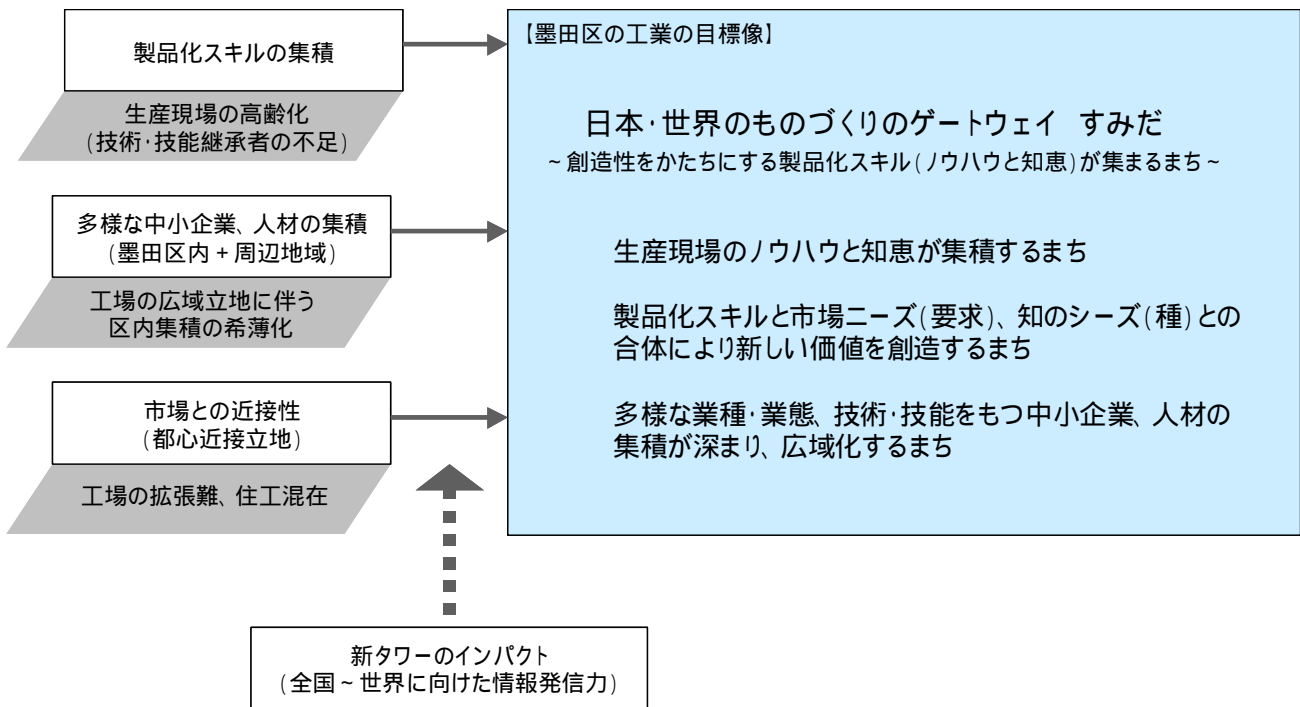 製品化スキルの集積
生産現場の高齢化
(技術･技能継承者の不足)
多様な中小企業、人材の集積
(墨田区内＋周辺地域)
工場の広域立地に伴う
区内集積の希薄化
市場との近接性
(都心近接立地)
工場の拡張難、住工混在
新タワーのインパクト
(全国～世界に向けた情報発信力)
【墨田区の工業の目標像】
日本･世界のものづくりのゲートウェイ　すみだ
～創造性をかたちにする製品化スキル(ノウハウと知恵)が集まるまち～
生産現場のノウハウと知恵が集積するまち
製品化スキルと市場ニーズ(要求)、知のシーズ(種)との
合体により新しい価値を創造するまち
多様な業種･業態、技術･技能をもつ中小企業、人材の
集積が深まり、広域化するまち